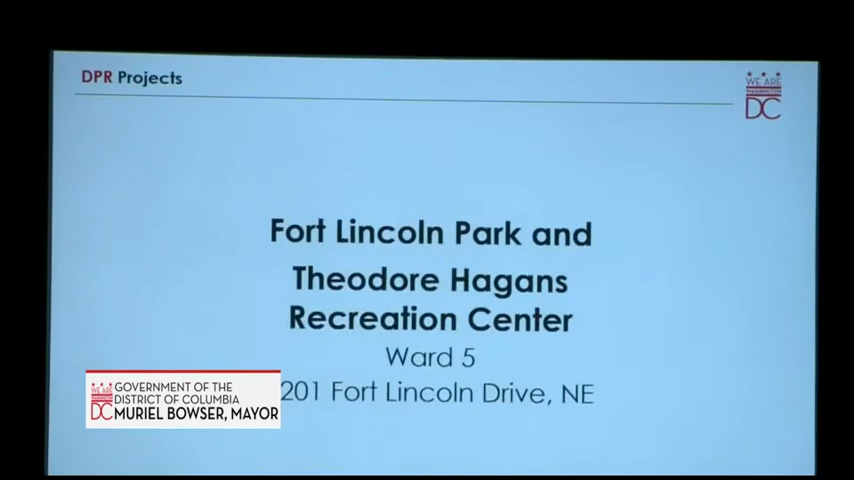 DPR Projects
WE ARE
WASHINGTON
DC
Fort Lincoln Park and
Theodore Hagans
Recreation Center
Ward 5
201 Fort Lincoln Drive, NE
WE ARE
DC
GOVERNMENT OF THE
DISTRICT OF COLUMBIA
MURIEL BOWSER, MAYOR